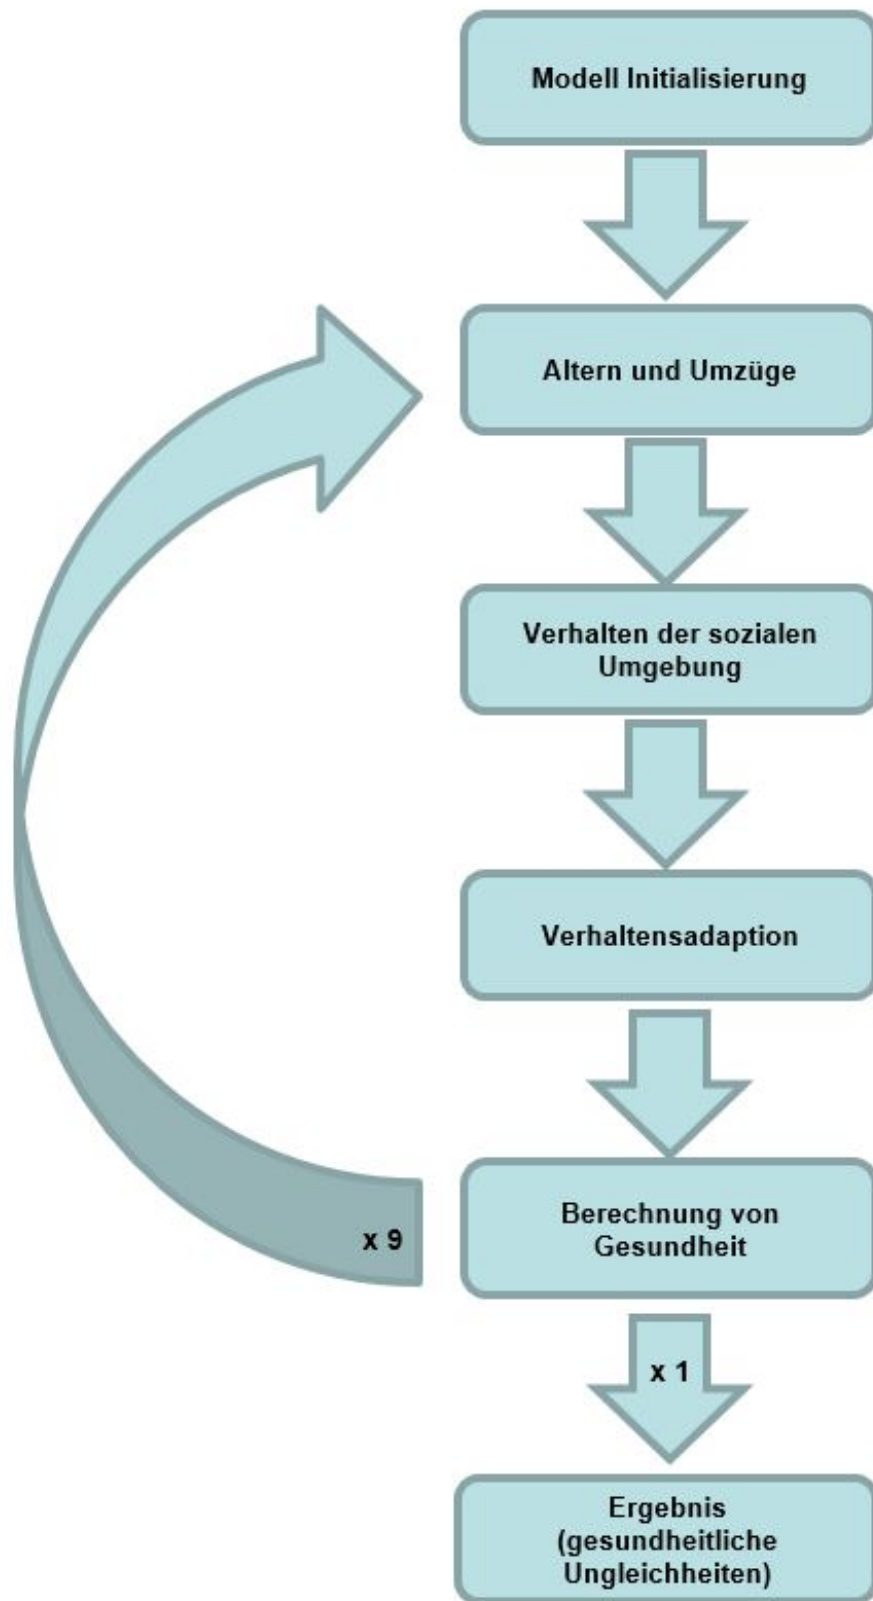 Modell Initialisierung
Altern und Umzüge
Verhalten der sozialen
Umgebung
Verhaltensadaption
Berechnung von
Gesundheit
x 9
x 1
Ergebnis
(gesundheitliche
Ungleichheiten)